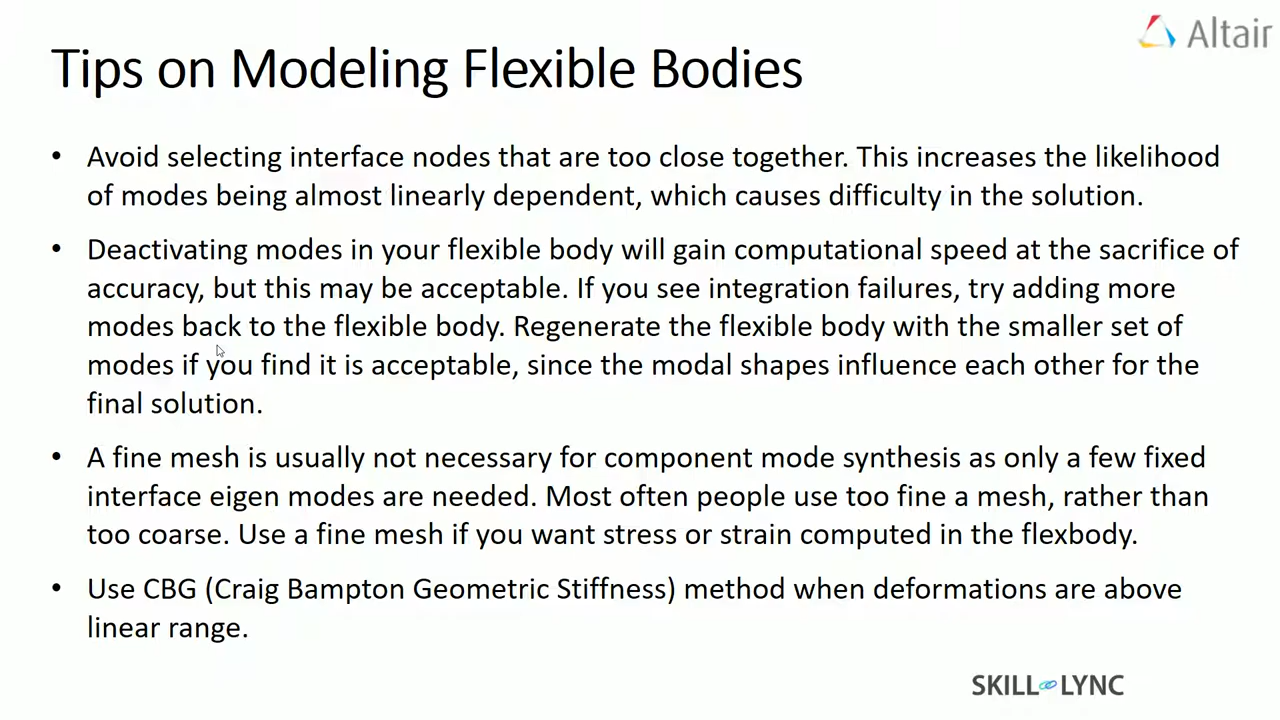 Altair
Tips on Modeling Flexible Bodies
• Avoid selecting interface nodes that are too close together. This increases the likelihood
of modes being almost linearly dependent, which causes difficulty in the solution.
• Deactivating modes in your flexible body will gain computational speed at the sacrifice of
accuracy, but this may be acceptable. If you see integration failures, try adding more
modes back to the flexible body. Regenerate the flexible body with the smaller set of
modes if you find it is acceptable, since the modal shapes influence each other for the
final solution.
• A fine mesh is usually not necessary for component mode synthesis as only a few fixed
interface eigen modes are needed. Most often people use too fine a mesh, rather than
too coarse. Use a fine mesh if you want stress or strain computed in the flexbody.
• Use CBG (Craig Bampton Geometric Stiffness) method when deformations are above
linear range.
SKILL LYNC